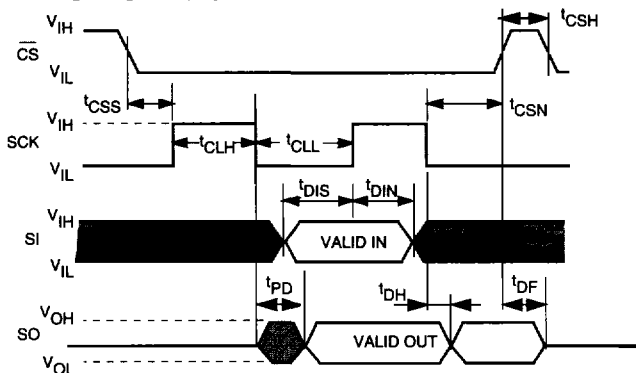 V_IH
t_CSH
CS
V_IL
t_CSS
t_CSN
V_IH
SCK
t_CLH
t_CLL
V_IL
t_DIS
t_DIN
V_IH
SI
VALID IN
V_IL
t_PD
t_DH
t_DF
V_OH
SO
VALID OUT
V_OL